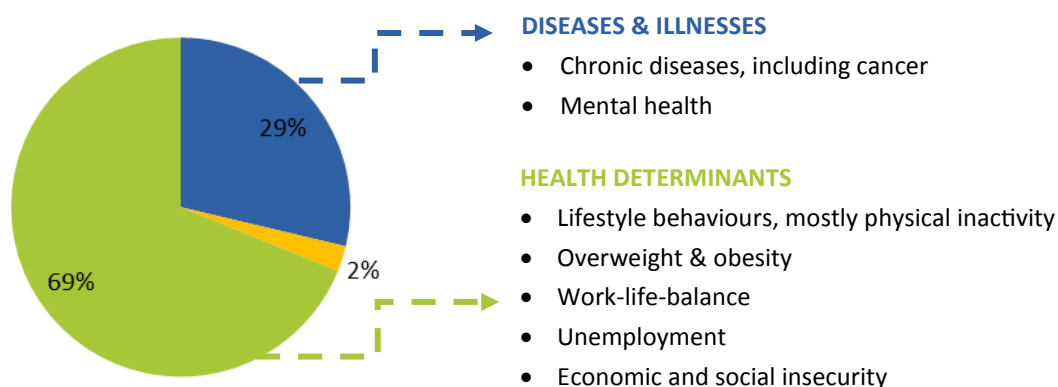 DISEASES & ILLNESSES
• Chronic diseases, including cancer
• Mental health
29%
HEALTH DETERMINANTS
• Lifestyle behaviours, mostly physical inactivity
• Overweight & obesity
2%
69%
• Work-life-balance
• Unemployment
• Economic and social insecurity